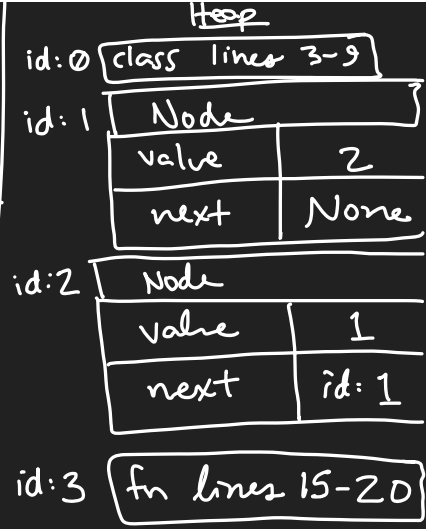 Heap
id:0 class lines 3-9
id:1 Node
value 2
next None
id:2 Node
value 1
next id:1
id:3 fn lines 15-20